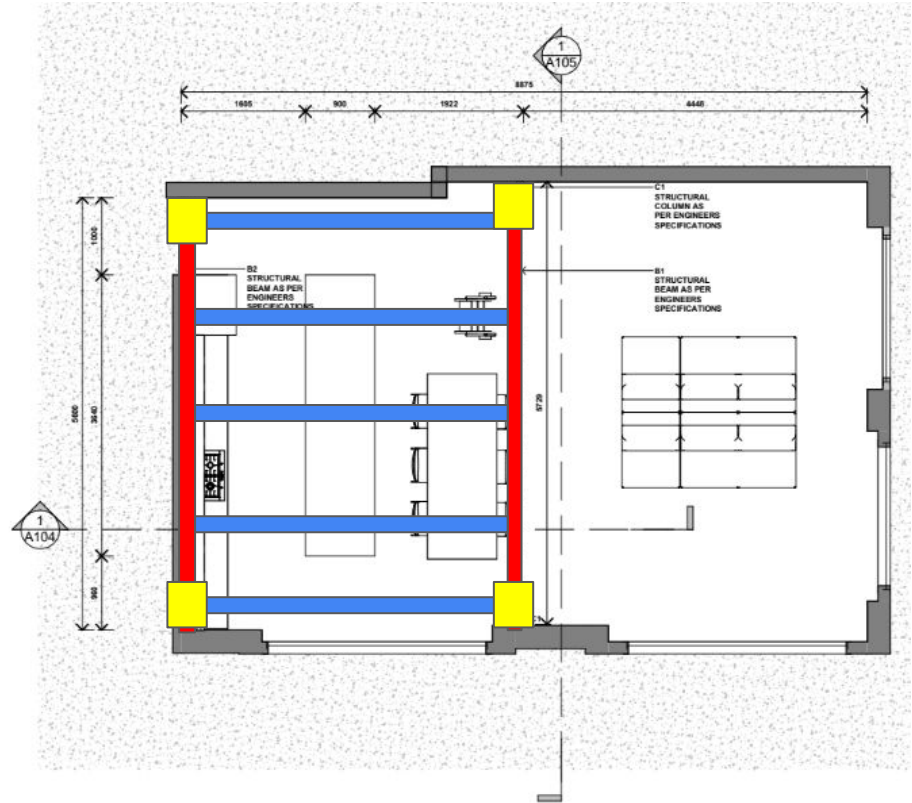 1
A105
8875
1605
900
1922
4448
C1
STRUCTURAL
COLUMN AS
PER ENGINEERS
SPECIFICATIONS
1000
B2
STRUCTURAL
BEAM AS PER
ENGINEERS
SPECIFICATIONS
B1
STRUCTURAL
BEAM AS PER
ENGINEERS
SPECIFICATIONS
5600
3640
5729
1
A104
960